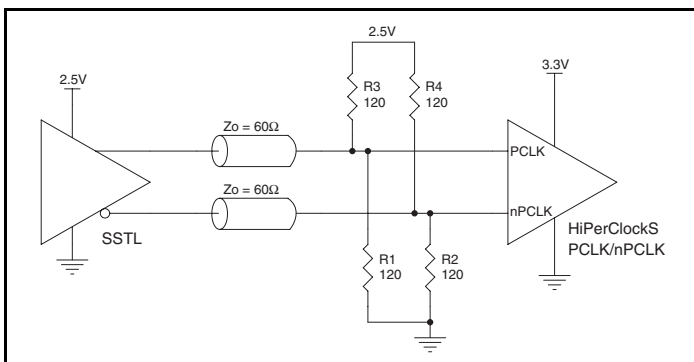 2.5V
3.3V
2.5V
R3
120
R4
120
Zo = 60Ω
PCLK
Zo = 60Ω
nPCLK
SSTL
HiPerClockS
PCLK/nPCLK
R1
120
R2
120